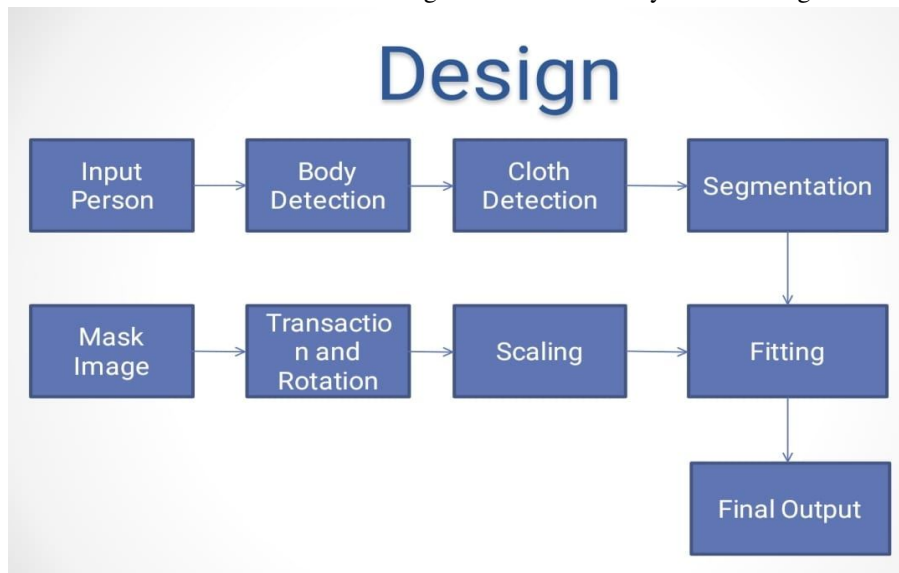 Design
Input
Person
Body
Detection
Cloth
Detection
Segmentation
Mask
Image
Transactio
n and
Rotation
Scaling
Fitting
Final Output